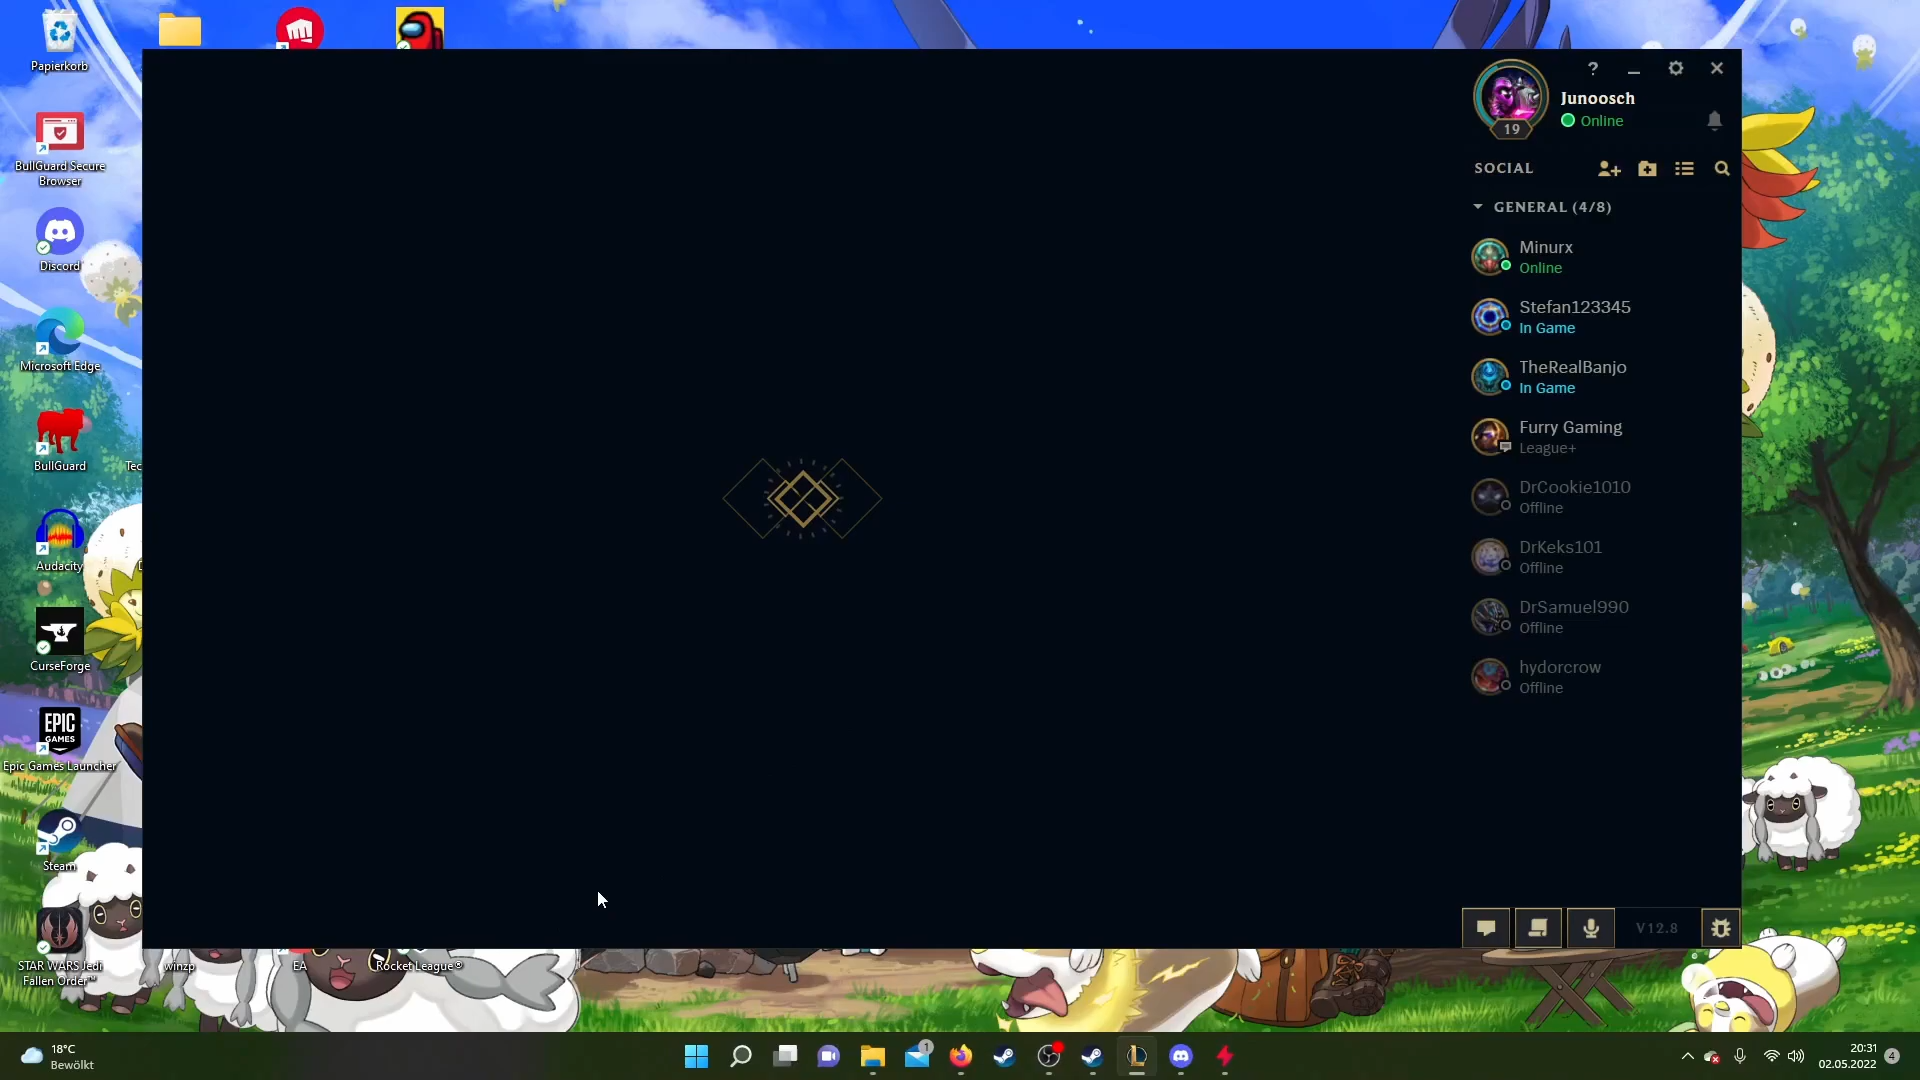 Papierkorb
BullGuard Secure
Browser
Discord
Microsoft Edge
BullGuard
Tec
Audacity
CurseForge
EPIC
GAMES
Epic Games Launcher
Steam
STAR WARS Jedi
Fallen Order™
winzp
EA
Rocket League®
?
Junoosch
Online
19
SOCIAL
GENERAL (4/8)
Minurx
Online
Stefan123345
In Game
TheRealBanjo
In Game
Furry Gaming
League+
DrCookie1010
Offline
DrKeks101
Offline
DrSamuel990
Offline
hydorcrow
Offline
V12.8
18°C
Bewölkt
1
20:31
02.05.2022
4